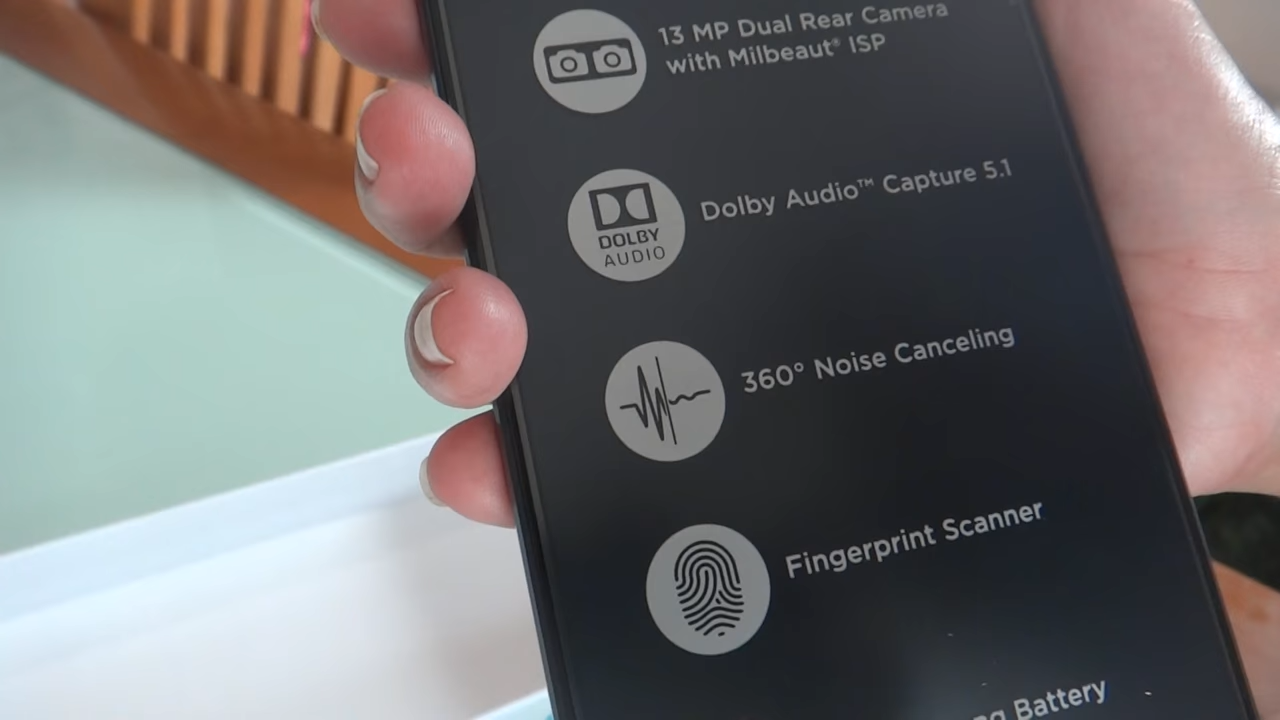 13 MP Dual Rear Camera
with Milbeaut® ISP
DOLBY
AUDIO
Dolby Audio™ Capture 5.1
360° Noise Canceling
Fingerprint Scanner
Battery